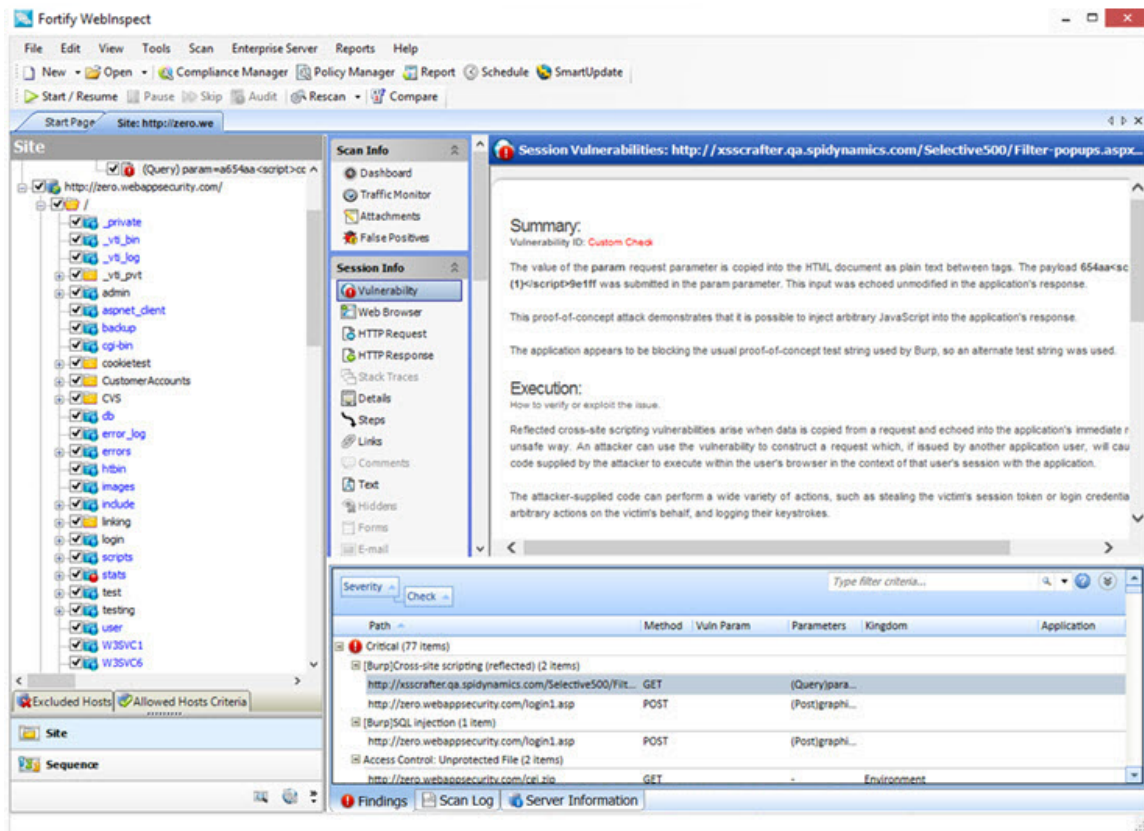 Fortify WebInspect
File Edit View Tools Scan Enterprise Server Reports Help
New Open Compliance Manager Policy Manager Report Schedule SmartUpdate
Start / Resume Pause Skip Audit Rescan Compare
Start Page Site: http://zero.we
Site
(Query) param=a654aa<script>cc
http://zero.webappsecurity.com/
/
_private
_vti_bin
_vti_log
_vti_pvt
admin
aspnet_client
backup
cgi-bin
cookietest
CustomerAccounts
CVS
db
error_log
errors
htbin
images
include
linking
login
scripts
stats
test
testing
user
W3SVC1
W3SVC6
Excluded Hosts Allowed Hosts Criteria
Site
Sequence
Scan Info
Dashboard
Traffic Monitor
Attachments
False Positives
Session Info
Vulnerability
Web Browser
HTTP Request
HTTP Response
Stack Traces
Details
Steps
Links
Comments
Text
Hiddens
Forms
E-mail
Session Vulnerabilities: http://xsscrafter.qa.spidynamics.com/Selective500/Filter-popups.aspx...
Summary:
Vulnerability ID: Custom Check
The value of the param request parameter is copied into the HTML document as plain text between tags. The payload 654aa<sc
(1)</script>9e1ff was submitted in the param parameter. This input was echoed unmodified in the application's response.
This proof-of-concept attack demonstrates that it is possible to inject arbitrary JavaScript into the application's response.
The application appears to be blocking the usual proof-of-concept test string used by Burp, so an alternate test string was used.
Execution:
How to verify or exploit the issue.
Reflected cross-site scripting vulnerabilities arise when data is copied from a request and echoed into the application's immediate r
unsafe way. An attacker can use the vulnerability to construct a request which, if issued by another application user, will cau
code supplied by the attacker to execute within the user's browser in the context of that user's session with the application.
The attacker-supplied code can perform a wide variety of actions, such as stealing the victim's session token or login credentia
arbitrary actions on the victim's behalf, and logging their keystrokes.
Severity
Check
Type filter criteria...
Path Method Vuln Param Parameters Kingdom Application
Critical (77 items)
[Burp]Cross-site scripting (reflected) (2 items)
http://xsscrafter.qa.spidynamics.com/Selective500/Filt... GET (Query)para...
http://zero.webappsecurity.com/login1.asp POST (Post)graphi...
[Burp]SQL injection (1 item)
http://zero.webappsecurity.com/login1.asp POST (Post)graphi...
Access Control: Unprotected File (2 items)
http://zero.webappsecurity.com/cgi.zip GET - Environment
Findings Scan Log Server Information